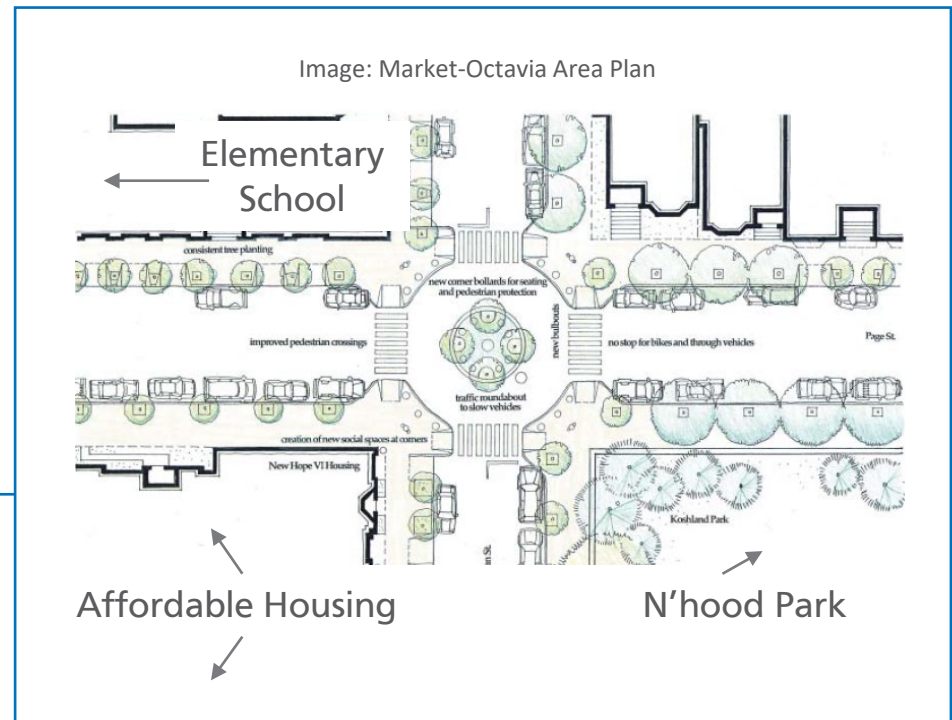 Image: Market-Octavia Area Plan
Elementary
School
consistent tree planting
new corner bollards for seating
and pedestrian protection
improved pedestrian crossings
new bulbouts
no stop for bikes and through vehicles
Page St.
traffic roundabout
to slow vehicles
creation of new social spaces at corners
New Hope VI Housing
Koshland Park
St.
Affordable Housing
N'hood Park